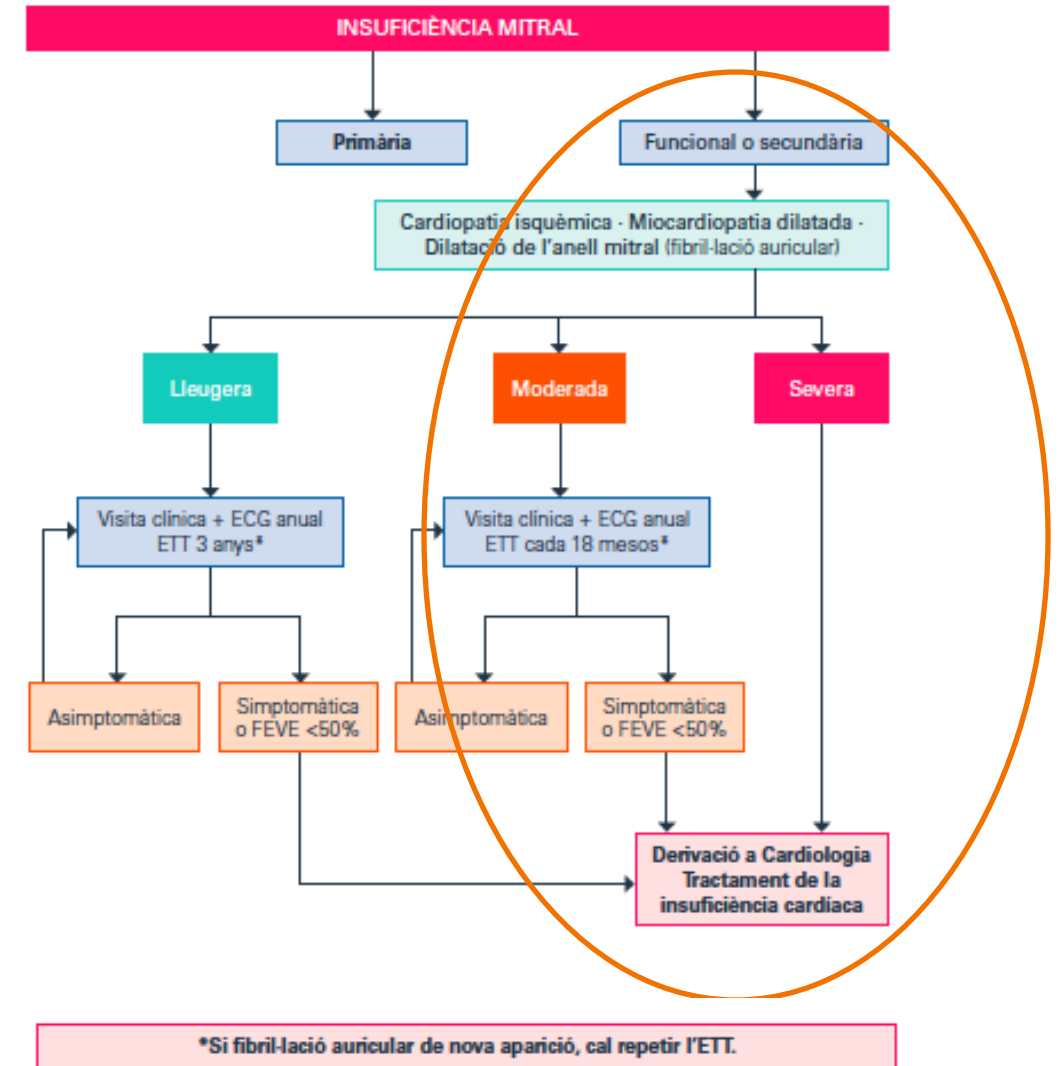 INSUFICIÈNCIA MITRAL
Primària
Funcional o secundària
Cardiopatia isquèmica · Miocardiopatia dilatada ·
Dilatació de l'anell mitral (fibril·lació auricular)
Lleugera
Moderada
Severa
Visita clínica + ECG anual
ETT 3 anys*
Visita clínica + ECG anual
ETT cada 18 mesos*
Asimptomàtica
Simptomàtica
o FEVE <50%
Asimptomàtica
Simptomàtica
o FEVE <50%
Derivació a Cardiologia
Tractament de la
insuficiència cardíaca
*Si fibril·lació auricular de nova aparició, cal repetir l'ETT.